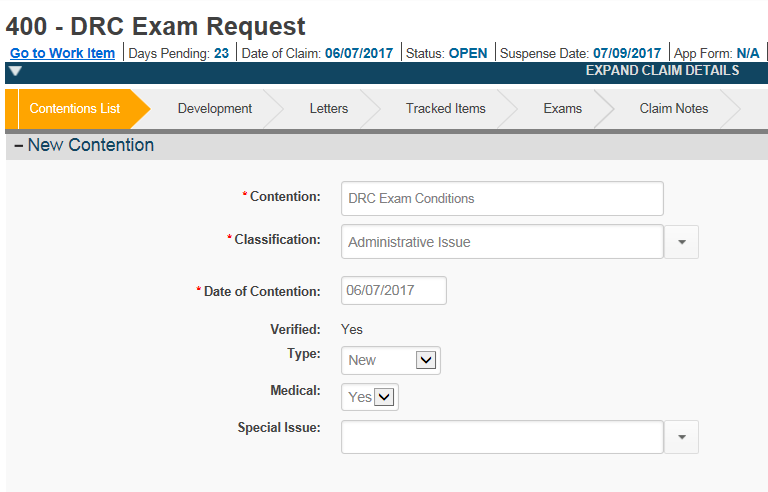 400 - DRC Exam Request
Go to Work Item Days Pending: 23 Date of Claim: 06/07/2017 Status: OPEN Suspense Date: 07/09/2017 App Form: N/A
EXPAND CLAIM DETAILS
Contentions List Development Letters Tracked Items Exams Claim Notes
– New Contention
* Contention: DRC Exam Conditions
* Classification: Administrative Issue
* Date of Contention: 06/07/2017
Verified: Yes
Type: New
Medical: Yes
Special Issue: